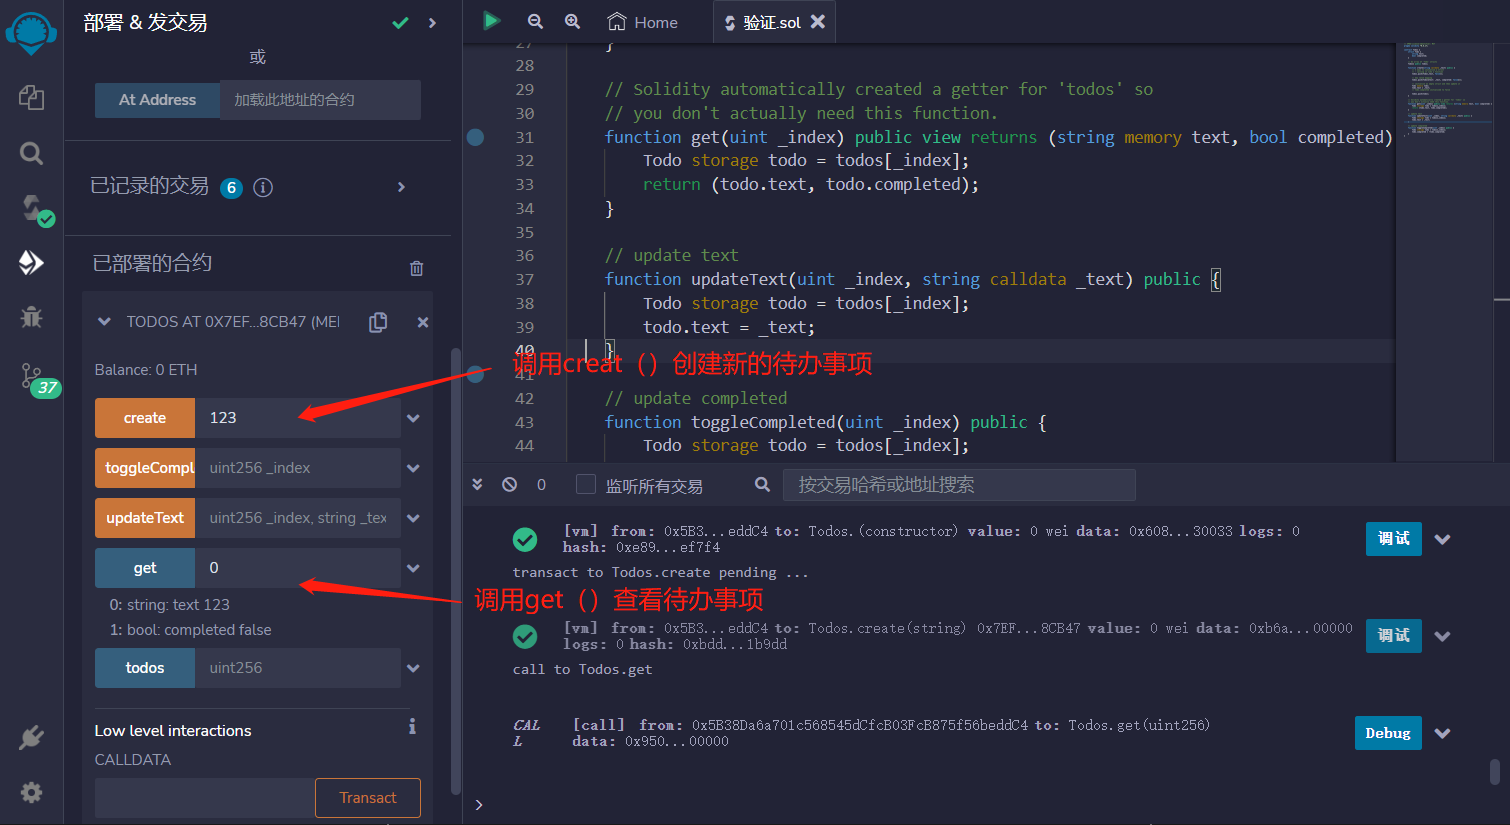 部署 & 发交易
或
At Address 加载此地址的合约
已记录的交易 6
已部署的合约
TODOS AT 0X7EF...8CB47 (MEI
Balance: 0 ETH
create 123
toggleCompl uint256 _index
updateText uint256 _index, string _tex
get 0
0: string: text 123
1: bool: completed false
todos uint256
Low level interactions
CALLDATA
Transact
37
Home
验证.sol
27 }
28
29 // Solidity automatically created a getter for 'todos' so
30 // you don't actually need this function.
31 function get(uint _index) public view returns (string memory text, bool completed)
32 Todo storage todo = todos[_index];
33 return (todo.text, todo.completed);
34 }
35
36 // update text
37 function updateText(uint _index, string calldata _text) public {
38 Todo storage todo = todos[_index];
39 todo.text = _text;
40 }
调用creat（）创建新的待办事项
41
42 // update completed
43 function toggleCompleted(uint _index) public {
44 Todo storage todo = todos[_index];
0 监听所有交易 按交易哈希或地址搜索
[vm] from: 0x5B3...eddC4 to: Todos.(constructor) value: 0 wei data: 0x608...30033 logs: 0
hash: 0xe89...ef7f4
调试
transact to Todos.create pending ...
调用get（）查看待办事项
[vm] from: 0x5B3...eddC4 to: Todos.create(string) 0x7EF...8CB47 value: 0 wei data: 0xb6a...00000
logs: 0 hash: 0xbdd...1b9dd
调试
call to Todos.get
CAL
L
[call] from: 0x5B38Da6a701c568545dCfcB03FcB875f56beddC4 to: Todos.get(uint256)
data: 0x950...00000
Debug
>